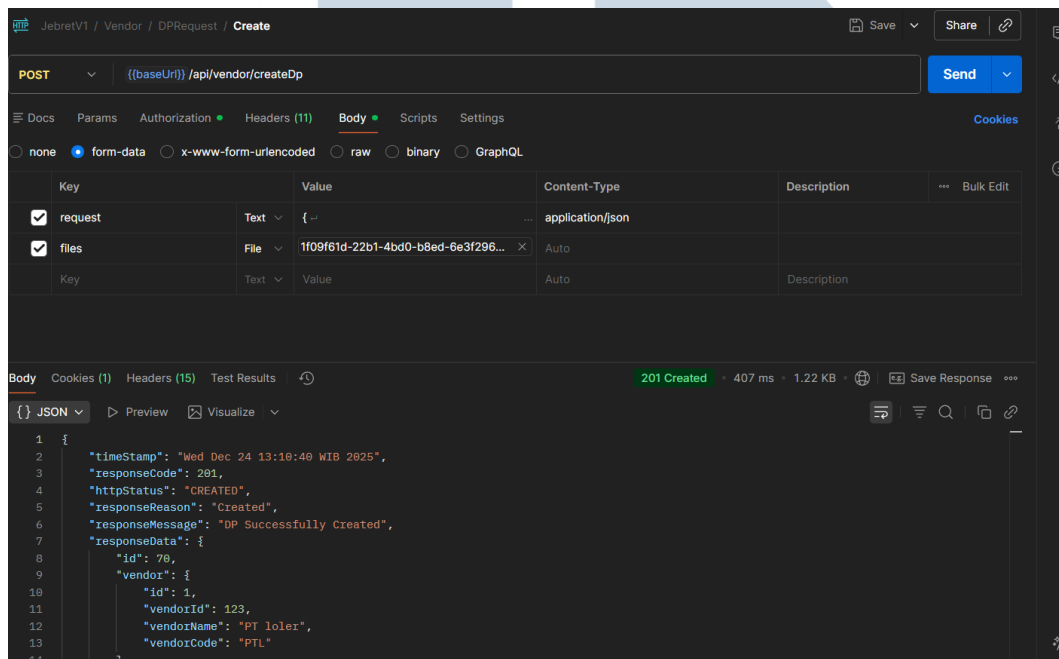 HTTP JebretV1 / Vendor / DPRequest / Create Save Share
POST {{baseUrl}} /api/vendor/createDp Send
Docs Params Authorization Headers (11) Body Scripts Settings Cookies
none form-data x-www-form-urlencoded raw binary GraphQL
Key Value Content-Type Description ••• Bulk Edit
request Text { ↵ ... application/json
files File 1f09f61d-22b1-4bd0-b8ed-6e3f296... × Auto
Key Text Value Auto Description
Body Cookies (1) Headers (15) Test Results 201 Created • 407 ms • 1.22 KB • e.g. Save Response •••
{} JSON Preview Visualize
1 {
2 "timeStamp": "Wed Dec 24 13:10:40 WIB 2025",
3 "responseCode": 201,
4 "httpStatus": "CREATED",
5 "responseReason": "Created",
6 "responseMessage": "DP Successfully Created",
7 "responseData": {
8 "id": 70,
9 "vendor": {
10 "id": 1,
11 "vendorId": 123,
12 "vendorName": "PT loler",
13 "vendorCode": "PTL"